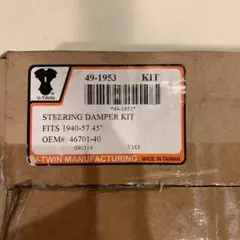 49-1953 KIT
V-TWIN
*49-1953*
STEERING DAMPER KIT
FITS 1940-57 45"
OEM#: 46701-40
090314
V-TWIN MANUFACTURING MADE IN TAIWAN